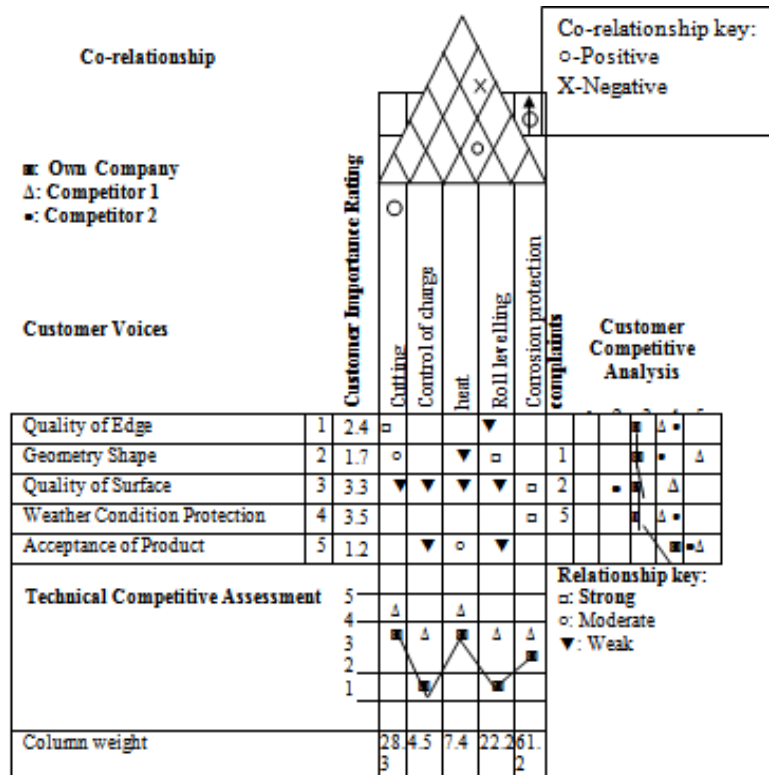 Co-relationship
Co-relationship key:
○-Positive
X-Negative
■: Own Company
Δ: Competitor 1
•: Competitor 2
Customer Voices
Customer Importance Rating
Cutting
Control of charge
heat
Roll levelling
Corrosion protection
complaints
Customer
Competitive
Analysis
Quality of Edge 1 2.4
Geometry Shape 2 1.7 1
Quality of Surface 3 3.3 2
Weather Condition Protection 4 3.5 5
Acceptance of Product 5 1.2
Relationship key:
□: Strong
○: Moderate
▼: Weak
Technical Competitive Assessment
5
4
3
2
1
Column weight 28.3 4.5 7.4 22.2 61.2